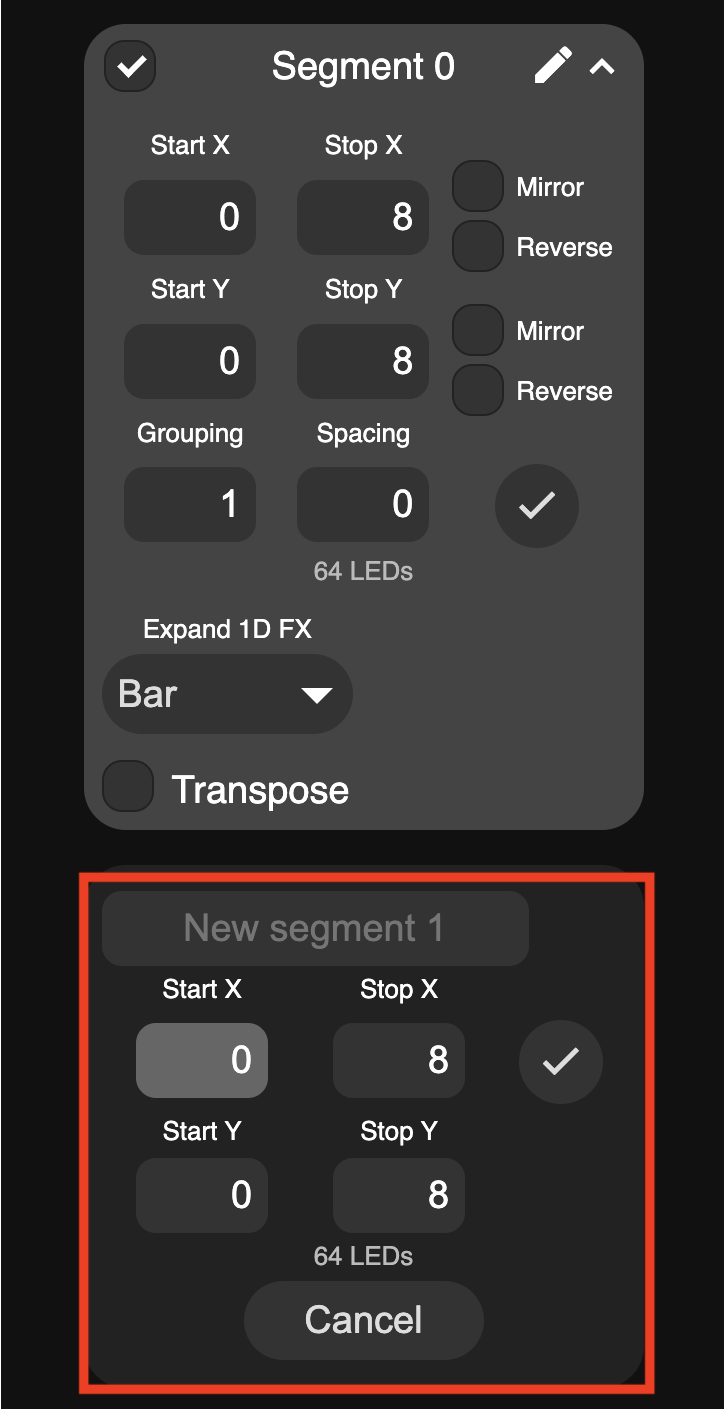 Segment 0
Start X Stop X
Mirror
0 8
Reverse
Start Y Stop Y
Mirror
0 8
Reverse
Grouping Spacing
1 0
64 LEDs
Expand 1D FX
Bar
Transpose
New segment 1
Start X Stop X
0 8
Start Y Stop Y
0 8
64 LEDs
Cancel